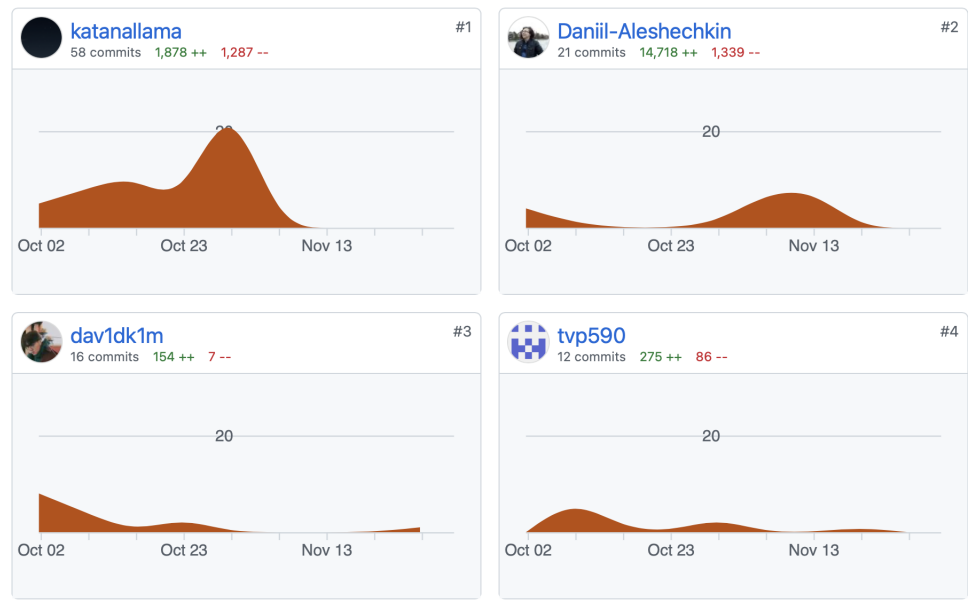 katanallama #1
58 commits 1,878 ++ 1,287 --
20
Oct 02 Oct 23 Nov 13
Daniil-Aleshechkin #2
21 commits 14,718 ++ 1,339 --
20
Oct 02 Oct 23 Nov 13
dav1dk1m #3
16 commits 154 ++ 7 --
20
Oct 02 Oct 23 Nov 13
tvp590 #4
12 commits 275 ++ 86 --
20
Oct 02 Oct 23 Nov 13